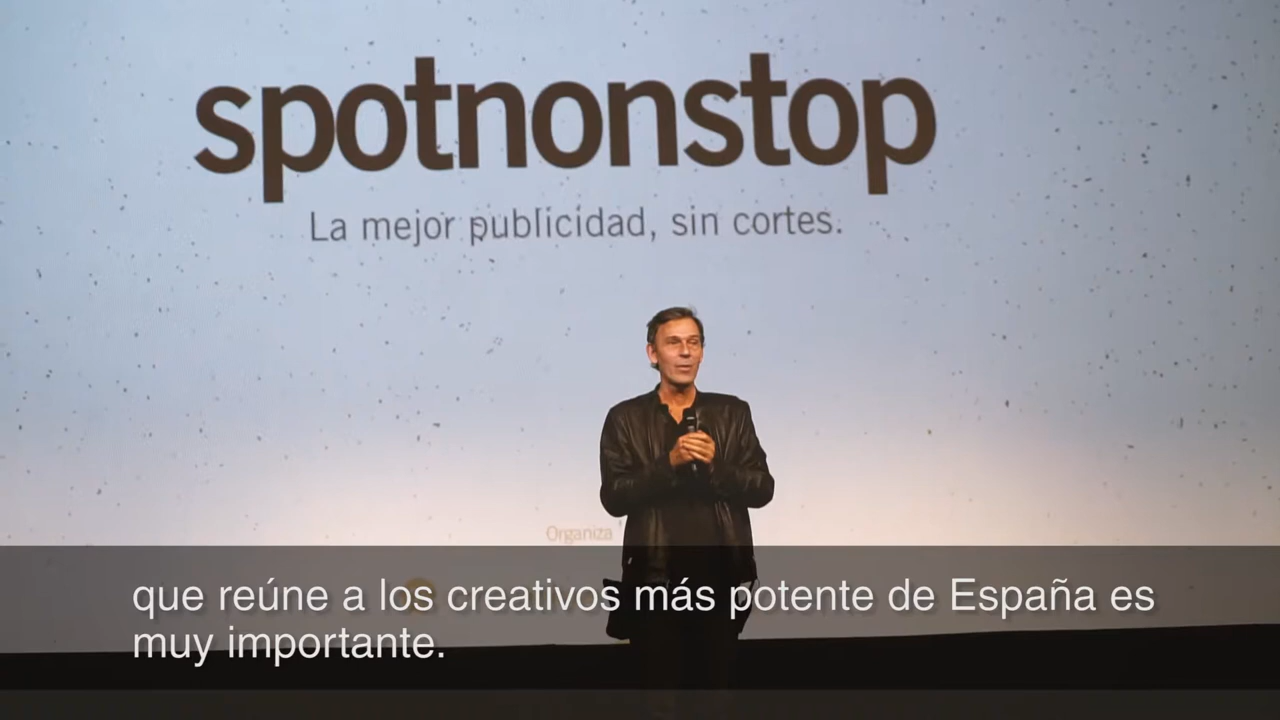 spotnonstop
La mejor publicidad, sin cortes.
Organiza
que reúne a los creativos más potente de España es
muy importante.